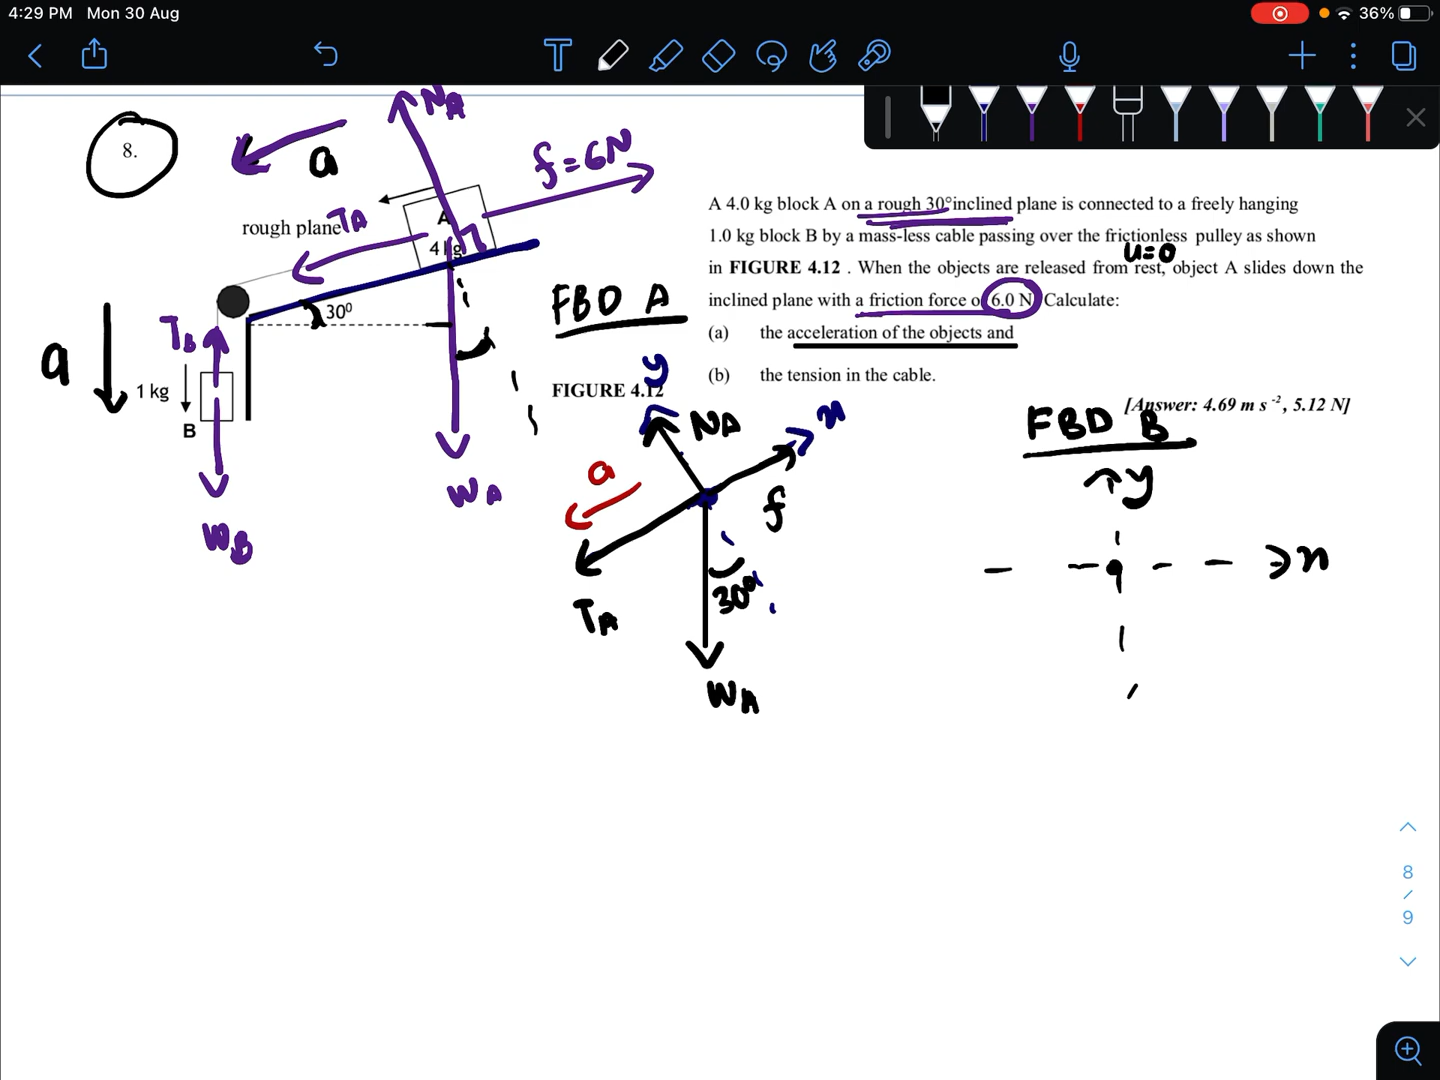 4:29 PM Mon 30 Aug
36%
8.
NA
a
f=6N
rough plane
TA
A
4 kg
30⁰
TB
a
1 kg
B
WB
WA
A 4.0 kg block A on a rough 30°inclined plane is connected to a freely hanging
1.0 kg block B by a mass-less cable passing over the frictionless pulley as shown
u=0
in FIGURE 4.12 . When the objects are released from rest, object A slides down the
inclined plane with a friction force of 6.0 N. Calculate:
(a) the acceleration of the objects and
(b) the tension in the cable.
[Answer: 4.69 m s⁻², 5.12 N]
FBD A
FIGURE 4.12
y
NA
x
a
f
TA
30°
WA
FBD B
y
x
8
/
9